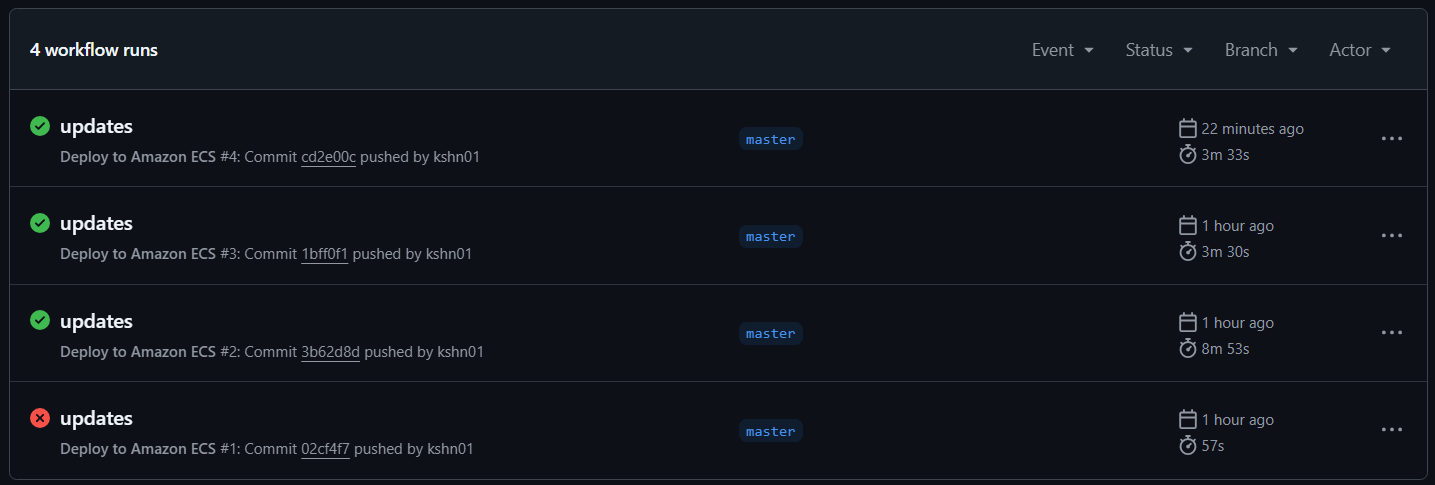 4 workflow runs
Event
Status
Branch
Actor
updates
Deploy to Amazon ECS #4: Commit cd2e00c pushed by kshn01
master
22 minutes ago
3m 33s
updates
Deploy to Amazon ECS #3: Commit 1bff0f1 pushed by kshn01
master
1 hour ago
3m 30s
updates
Deploy to Amazon ECS #2: Commit 3b62d8d pushed by kshn01
master
1 hour ago
8m 53s
updates
Deploy to Amazon ECS #1: Commit 02cf4f7 pushed by kshn01
master
1 hour ago
57s